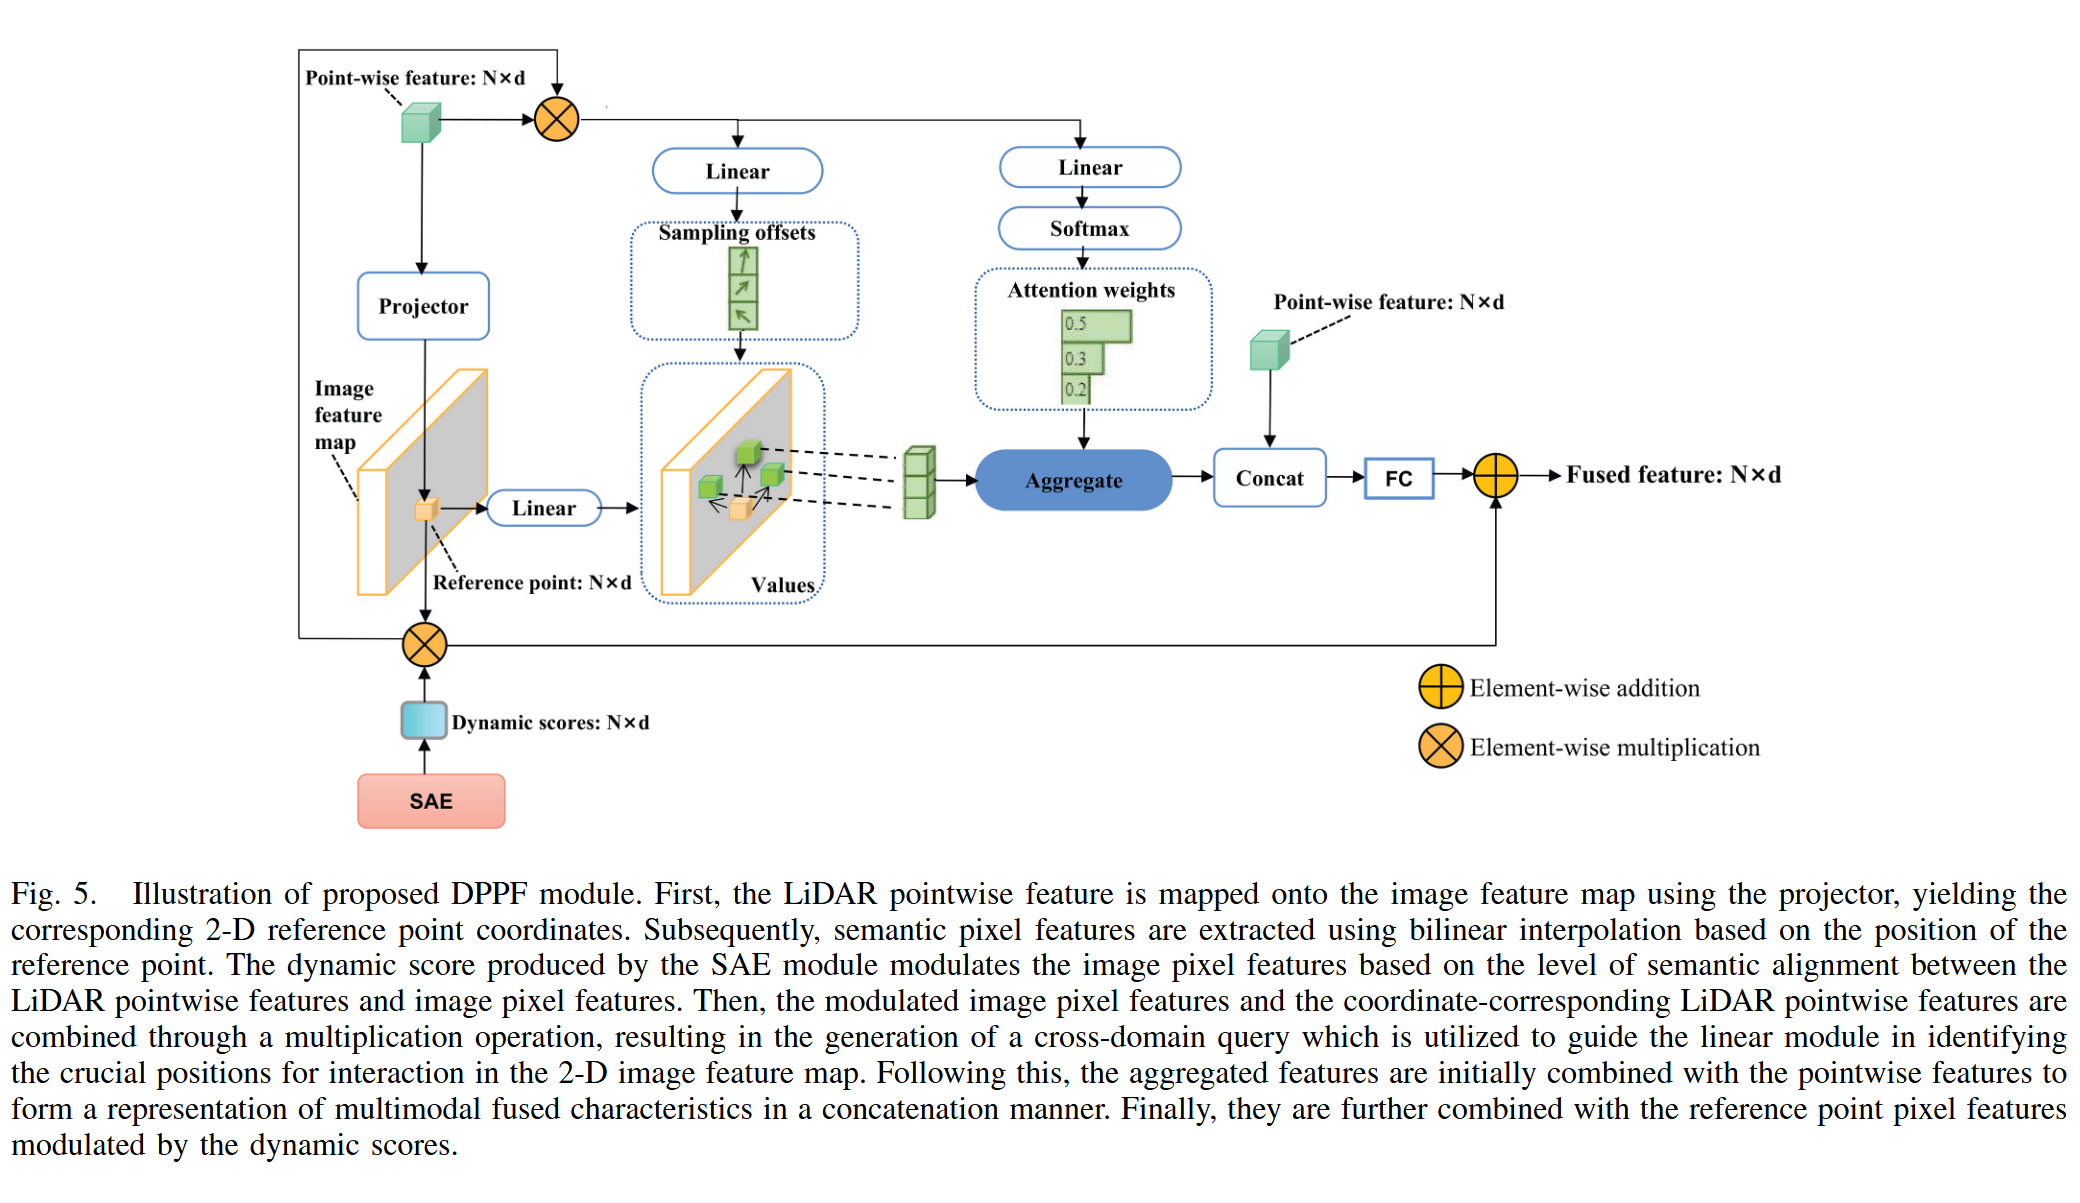 Point-wise feature: N×d
Linear
Linear
Sampling offsets
Softmax
Projector
Attention weights
0.5
0.3
0.2
Point-wise feature: N×d
Image
feature
map
Linear
Aggregate
Concat
FC
Fused feature: N×d
Reference point: N×d
Values
Dynamic scores: N×d
SAE
Element-wise addition
Element-wise multiplication
Fig. 5. Illustration of proposed DPPF module. First, the LiDAR pointwise feature is mapped onto the image feature map using the projector, yielding the
corresponding 2-D reference point coordinates. Subsequently, semantic pixel features are extracted using bilinear interpolation based on the position of the
reference point. The dynamic score produced by the SAE module modulates the image pixel features based on the level of semantic alignment between the
LiDAR pointwise features and image pixel features. Then, the modulated image pixel features and the coordinate-corresponding LiDAR pointwise features are
combined through a multiplication operation, resulting in the generation of a cross-domain query which is utilized to guide the linear module in identifying
the crucial positions for interaction in the 2-D image feature map. Following this, the aggregated features are initially combined with the pointwise features to
form a representation of multimodal fused characteristics in a concatenation manner. Finally, they are further combined with the reference point pixel features
modulated by the dynamic scores.